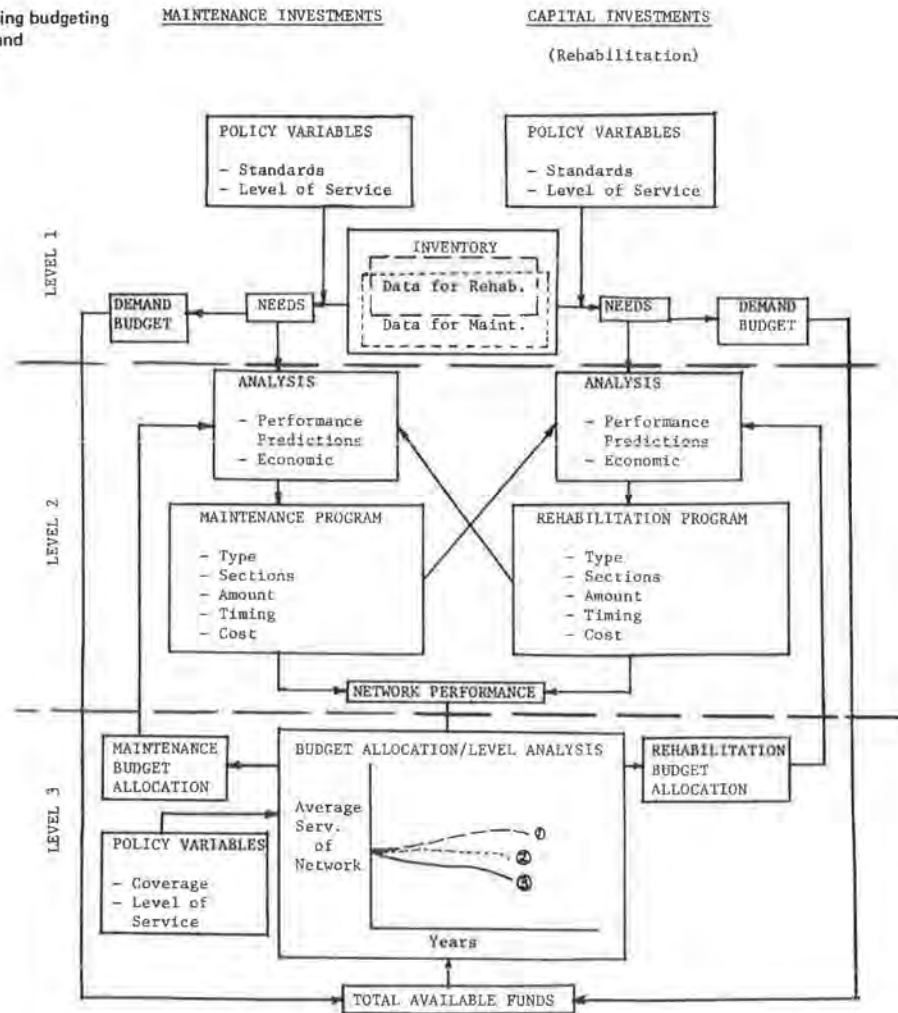 ing budgeting
and
MAINTENANCE INVESTMENTS
CAPITAL INVESTMENTS
(Rehabilitation)
LEVEL 1
POLICY VARIABLES
- Standards
- Level of Service
POLICY VARIABLES
- Standards
- Level of Service
INVENTORY
Data for Rehab.
Data for Maint.
DEMAND
BUDGET
NEEDS
NEEDS
DEMAND
BUDGET
LEVEL 2
ANALYSIS
- Performance
Predictions
- Economic
ANALYSIS
- Performance
Predictions
- Economic
MAINTENANCE PROGRAM
- Type
- Sections
- Amount
- Timing
- Cost
REHABILITATION PROGRAM
- Type
- Sections
- Amount
- Timing
- Cost
NETWORK PERFORMANCE
LEVEL 3
MAINTENANCE
BUDGET
ALLOCATION
BUDGET ALLOCATION/LEVEL ANALYSIS
Average
Serv.
of
Network
①
②
③
Years
REHABILITATION
BUDGET
ALLOCATION
POLICY VARIABLES
- Coverage
- Level of
Service
TOTAL AVAILABLE FUNDS